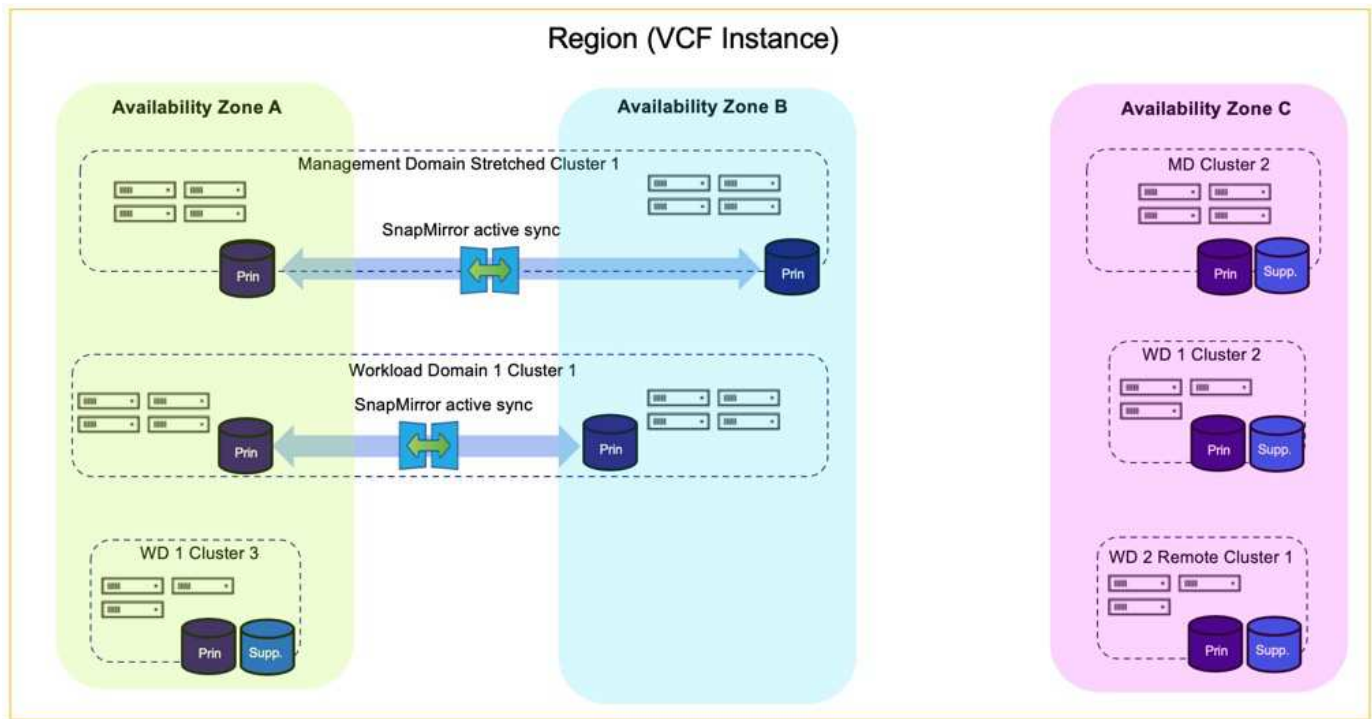 Region (VCF Instance)
Availability Zone A
Availability Zone B
Availability Zone C
Management Domain Stretched Cluster 1
MD Cluster 2
SnapMirror active sync
Prin
Prin
Prin
Supp.
Workload Domain 1 Cluster 1
WD 1 Cluster 2
SnapMirror active sync
Prin
Prin
Prin
Supp.
WD 1 Cluster 3
WD 2 Remote Cluster 1
Prin
Supp.
Prin
Supp.